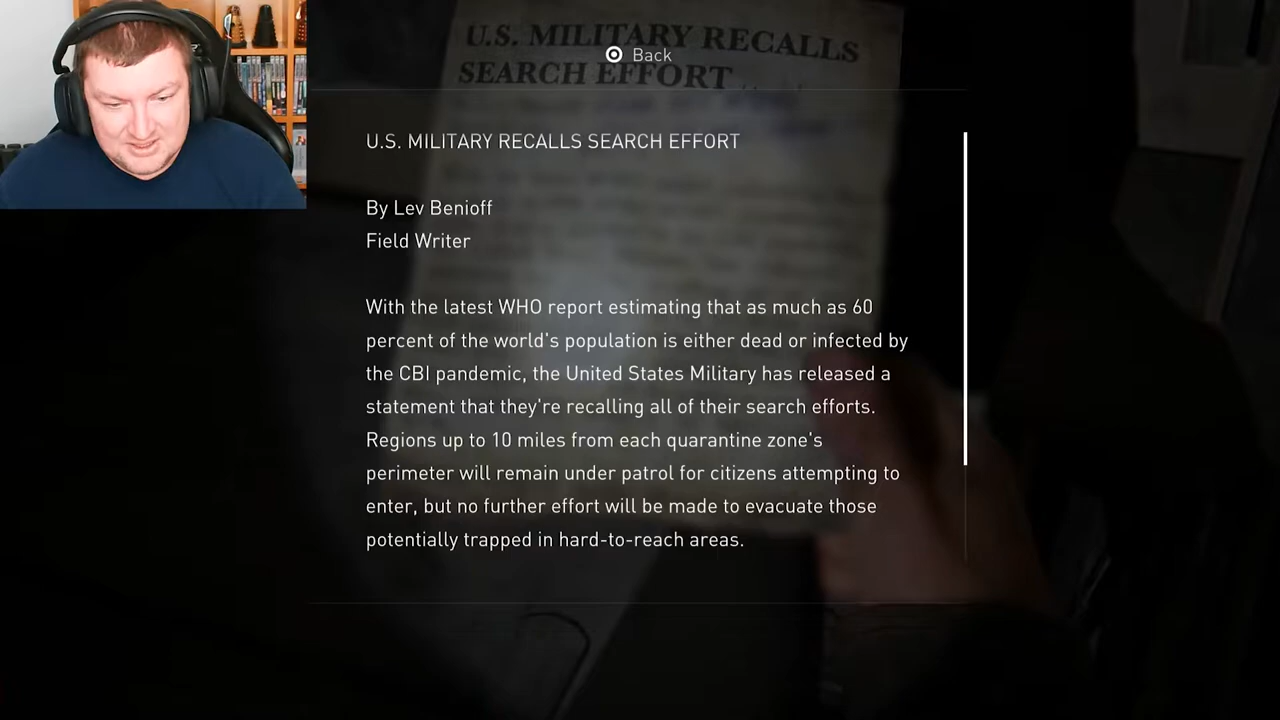 U.S. MILITARY RECALLS
SEARCH EFFORT
Back
U.S. MILITARY RECALLS SEARCH EFFORT
By Lev Benioff
Field Writer
With the latest WHO report estimating that as much as 60
percent of the world's population is either dead or infected by
the CBI pandemic, the United States Military has released a
statement that they're recalling all of their search efforts.
Regions up to 10 miles from each quarantine zone's
perimeter will remain under patrol for citizens attempting to
enter, but no further effort will be made to evacuate those
potentially trapped in hard-to-reach areas.